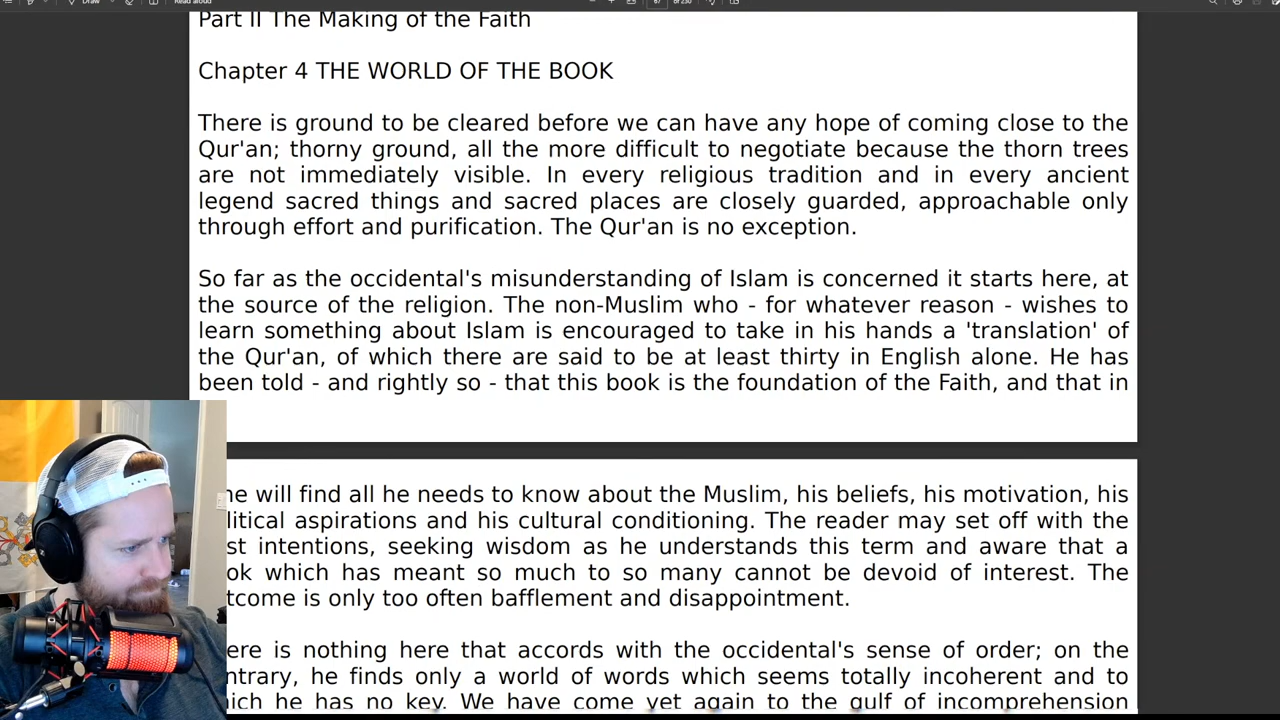 Draw
Read aloud
67
of 230
Part II The Making of the Faith
Chapter 4 THE WORLD OF THE BOOK
There is ground to be cleared before we can have any hope of coming close to the
Qur'an; thorny ground, all the more difficult to negotiate because the thorn trees
are not immediately visible. In every religious tradition and in every ancient
legend sacred things and sacred places are closely guarded, approachable only
through effort and purification. The Qur'an is no exception.
So far as the occidental's misunderstanding of Islam is concerned it starts here, at
the source of the religion. The non-Muslim who - for whatever reason - wishes to
learn something about Islam is encouraged to take in his hands a 'translation' of
the Qur'an, of which there are said to be at least thirty in English alone. He has
been told - and rightly so - that this book is the foundation of the Faith, and that in
he will find all he needs to know about the Muslim, his beliefs, his motivation, his
litical aspirations and his cultural conditioning. The reader may set off with the
st intentions, seeking wisdom as he understands this term and aware that a
ok which has meant so much to so many cannot be devoid of interest. The
tcome is only too often bafflement and disappointment.
ere is nothing here that accords with the occidental's sense of order; on the
ntrary, he finds only a world of words which seems totally incoherent and to
ich he has no key. We have come yet again to the gulf of incomprehension